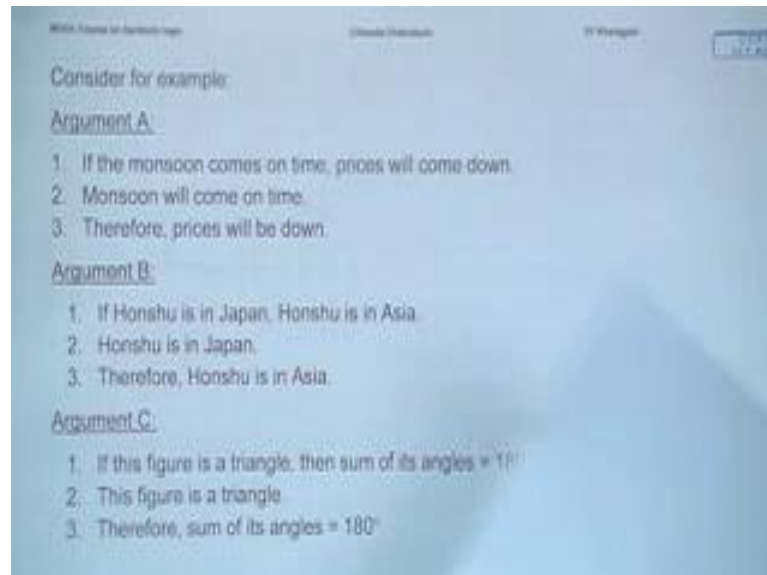 Consider for example:
Argument A:
1. If the monsoon comes on time, prices will come down.
2. Monsoon will come on time.
3. Therefore, prices will be down.
Argument B:
1. If Honshu is in Japan, Honshu is in Asia.
2. Honshu is in Japan.
3. Therefore, Honshu is in Asia.
Argument C:
1. If this figure is a triangle, then sum of its angles = 180
2. This figure is a triangle
3. Therefore, sum of its angles = 180°